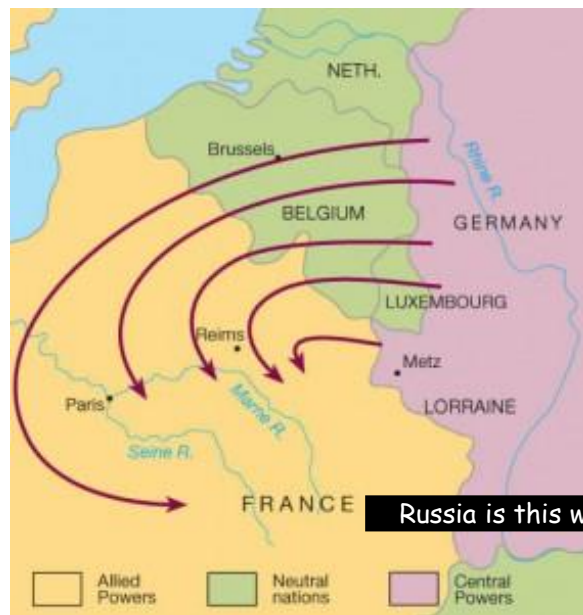 NETH.
Brussels
Rhine R.
BELGIUM
GERMANY
LUXEMBOURG
Reims
Metz
Paris
Marne R.
LORRAINE
Seine R.
FRANCE
Russia is this w
Allied
Powers
Neutral
nations
Central
Powers